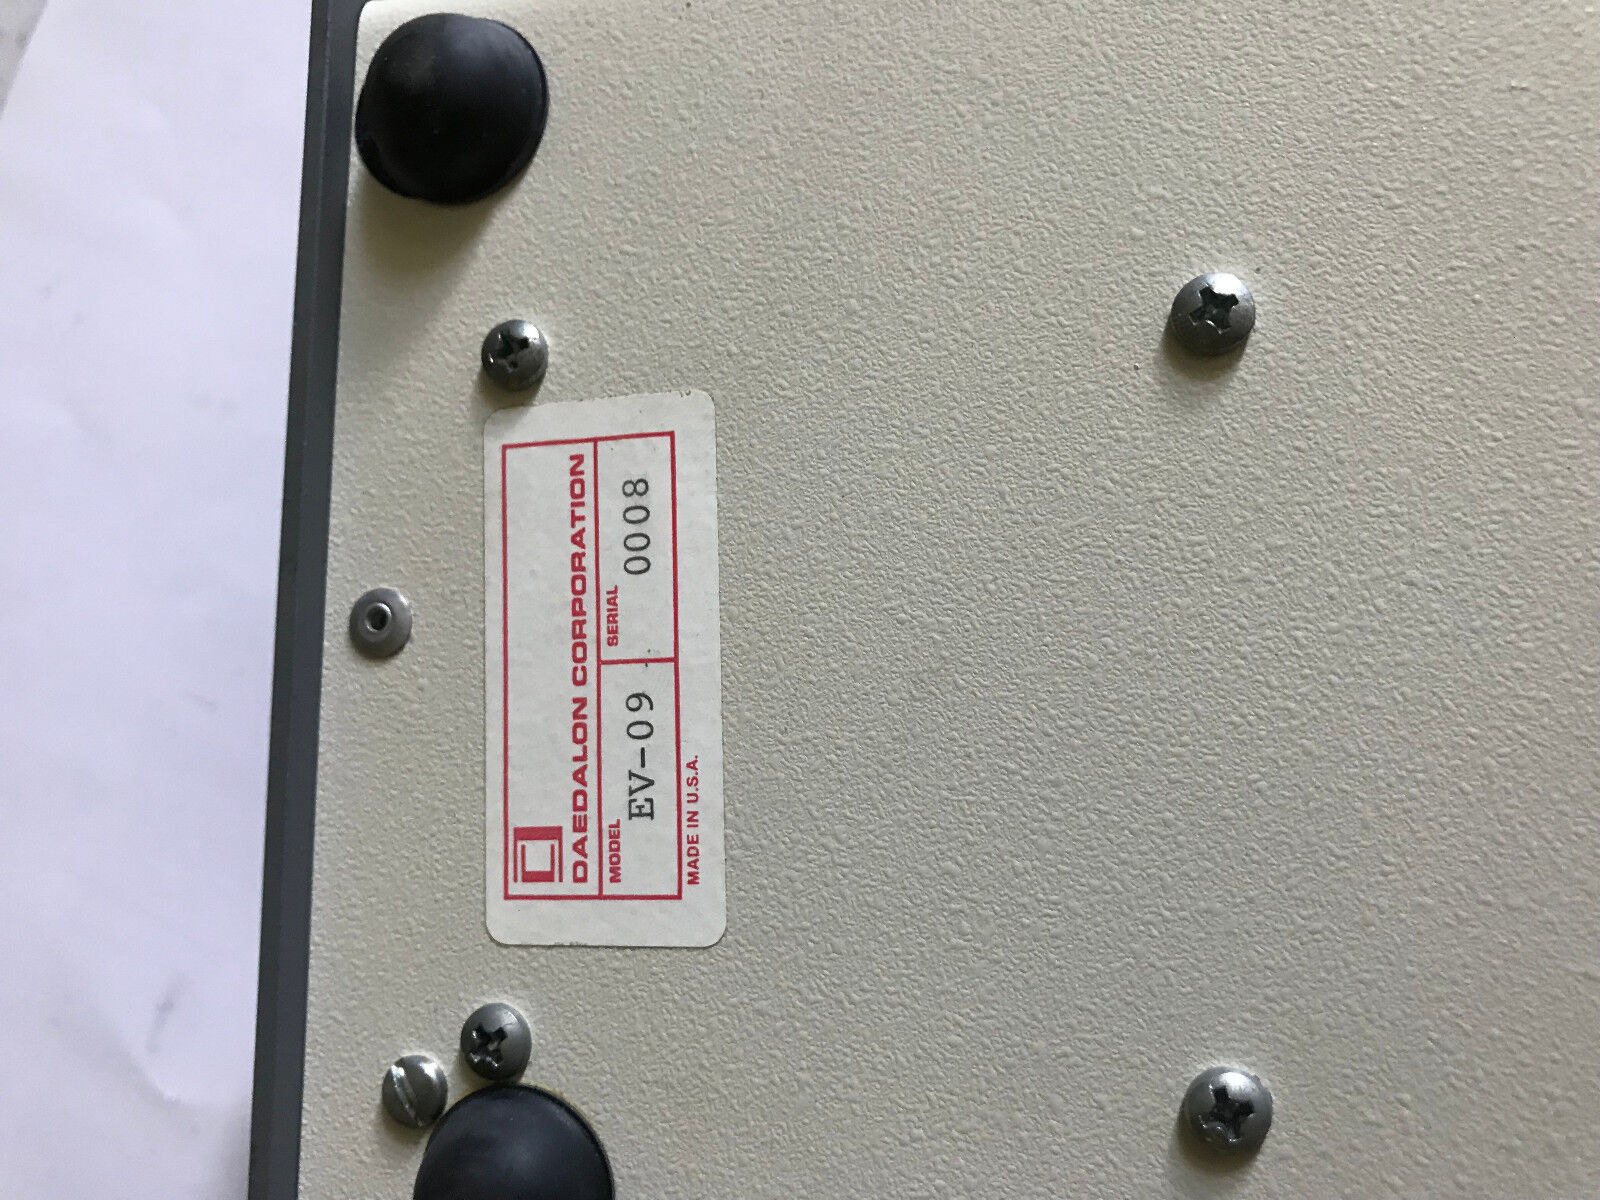 DAEDALON CORPORATION
MODEL SERIAL
EV-09 0008
MADE IN U.S.A.